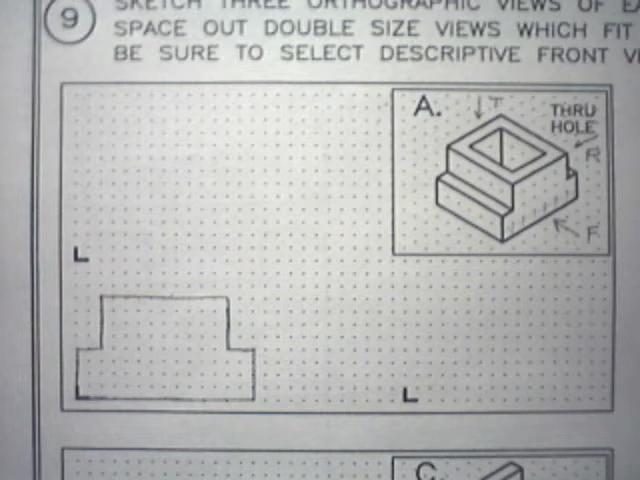 9
SKETCH THREE ORTHOGRAPHIC VIEWS OF
SPACE OUT DOUBLE SIZE VIEWS WHICH FIT
BE SURE TO SELECT DESCRIPTIVE FRONT
A.
T
THRU
HOLE
R
F
C.